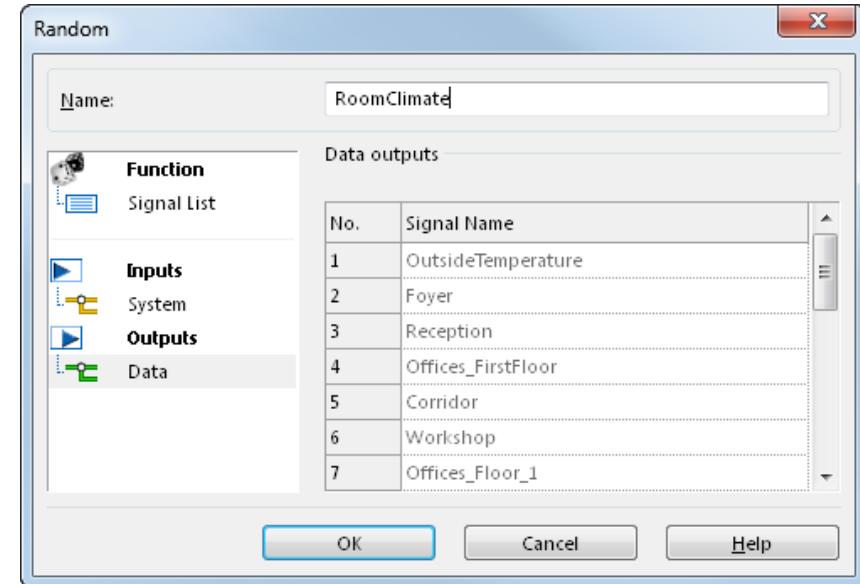 Random
Name: RoomClimate
Function
Signal List
Inputs
System
Outputs
Data
Data outputs
No. Signal Name
1 OutsideTemperature
2 Foyer
3 Reception
4 Offices_FirstFloor
5 Corridor
6 Workshop
7 Offices_Floor_1
OK Cancel Help